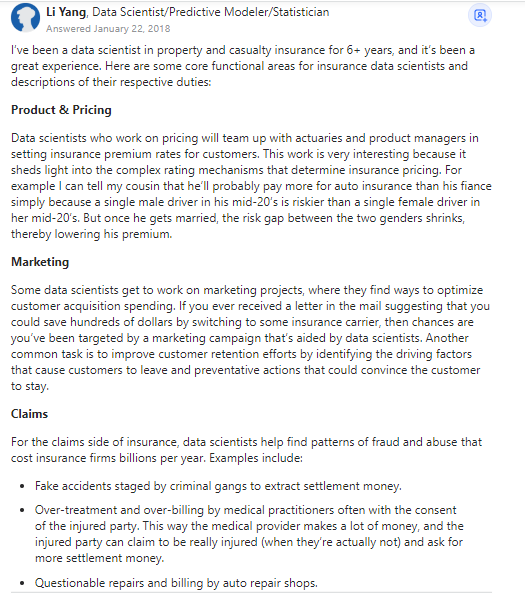 Li Yang, Data Scientist/Predictive Modeler/Statistician
Answered January 22, 2018
I've been a data scientist in property and casualty insurance for 6+ years, and it's been a
great experience. Here are some core functional areas for insurance data scientists and
descriptions of their respective duties:
Product & Pricing
Data scientists who work on pricing will team up with actuaries and product managers in
setting insurance premium rates for customers. This work is very interesting because it
sheds light into the complex rating mechanisms that determine insurance pricing. For
example I can tell my cousin that he'll probably pay more for auto insurance than his fiance
simply because a single male driver in his mid-20's is riskier than a single female driver in
her mid-20's. But once he gets married, the risk gap between the two genders shrinks,
thereby lowering his premium.
Marketing
Some data scientists get to work on marketing projects, where they find ways to optimize
customer acquisition spending. If you ever received a letter in the mail suggesting that you
could save hundreds of dollars by switching to some insurance carrier, then chances are
you've been targeted by a marketing campaign that's aided by data scientists. Another
common task is to improve customer retention efforts by identifying the driving factors
that cause customers to leave and preventative actions that could convince the customer
to stay.
Claims
For the claims side of insurance, data scientists help find patterns of fraud and abuse that
cost insurance firms billions per year. Examples include:
• Fake accidents staged by criminal gangs to extract settlement money.
• Over-treatment and over-billing by medical practitioners often with the consent
of the injured party. This way the medical provider makes a lot of money, and the
injured party can claim to be really injured (when they're actually not) and ask for
more settlement money.
• Questionable repairs and billing by auto repair shops.